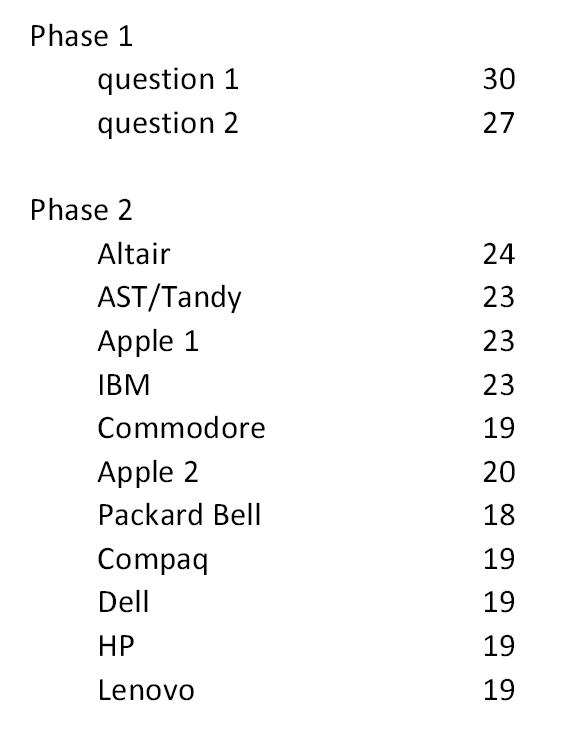 Phase 1
question 1 30
question 2 27
Phase 2
Altair 24
AST/Tandy 23
Apple 1 23
IBM 23
Commodore 19
Apple 2 20
Packard Bell 18
Compaq 19
Dell 19
HP 19
Lenovo 19